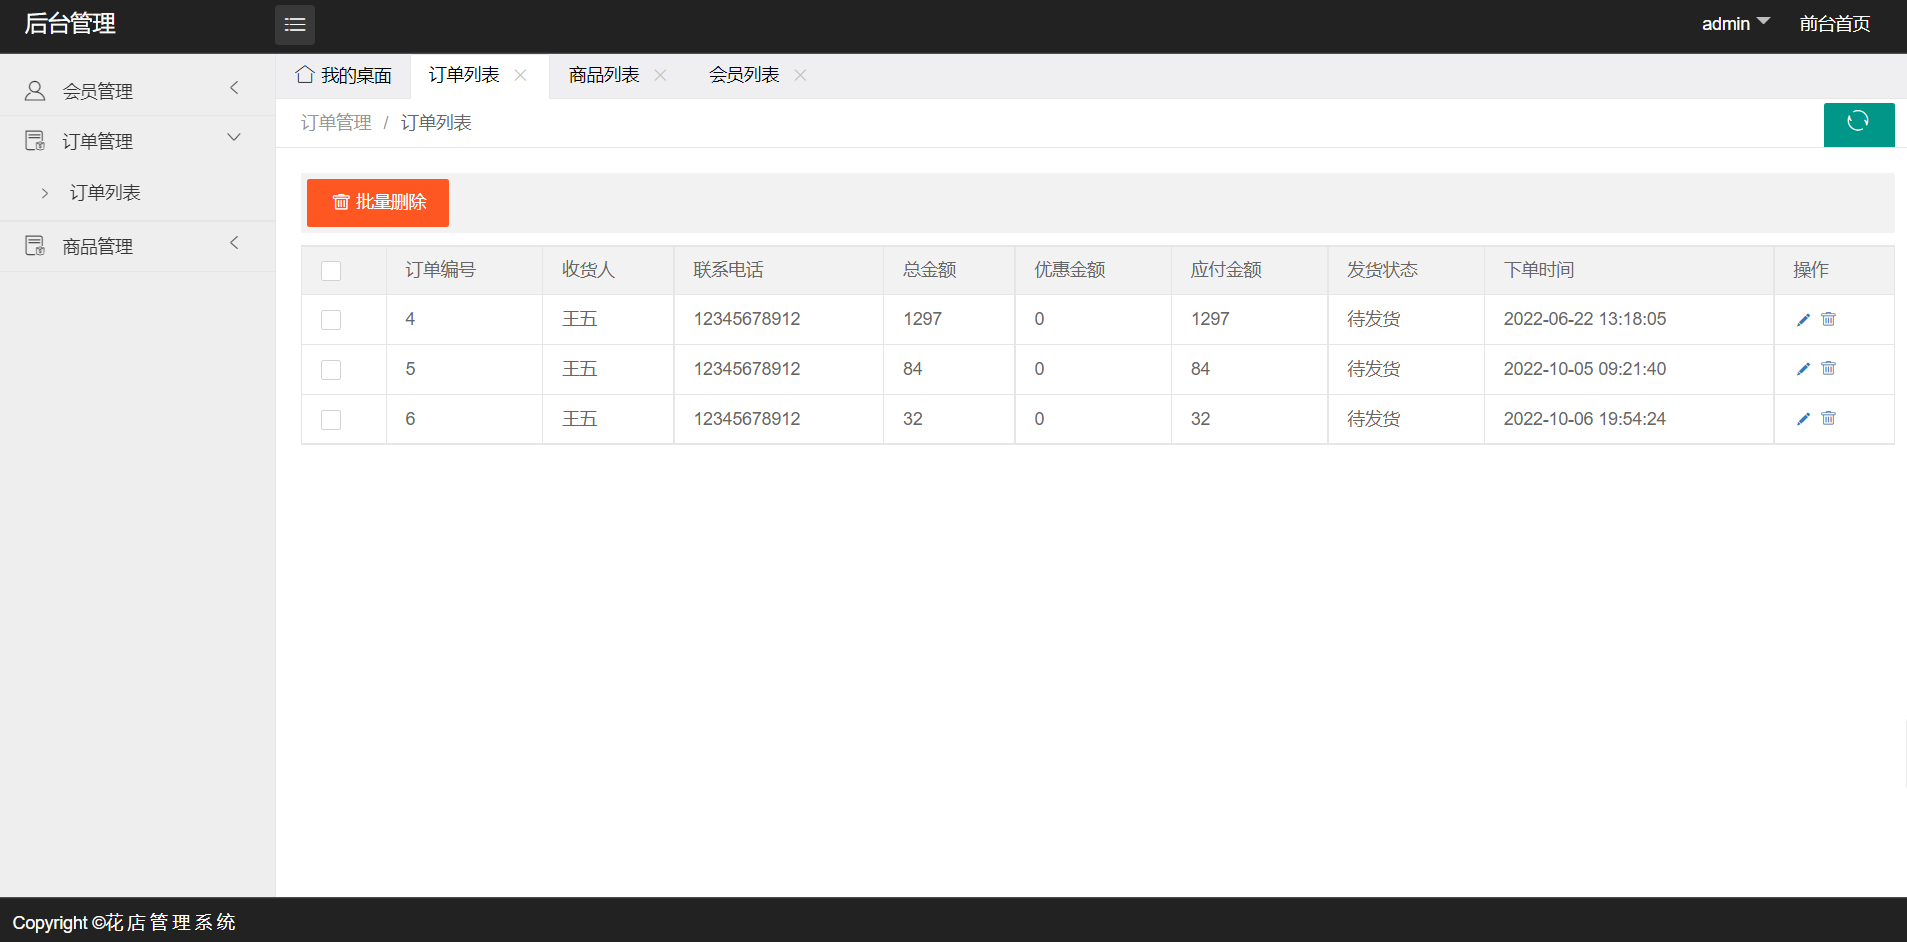 后台管理
admin 前台首页
会员管理
订单管理
订单列表
商品管理
我的桌面 订单列表 商品列表 会员列表
订单管理 / 订单列表
批量删除
订单编号 收货人 联系电话 总金额 优惠金额 应付金额 发货状态 下单时间 操作
4 王五 12345678912 1297 0 1297 待发货 2022-06-22 13:18:05
5 王五 12345678912 84 0 84 待发货 2022-10-05 09:21:40
6 王五 12345678912 32 0 32 待发货 2022-10-06 19:54:24
Copyright ©花店管理系统